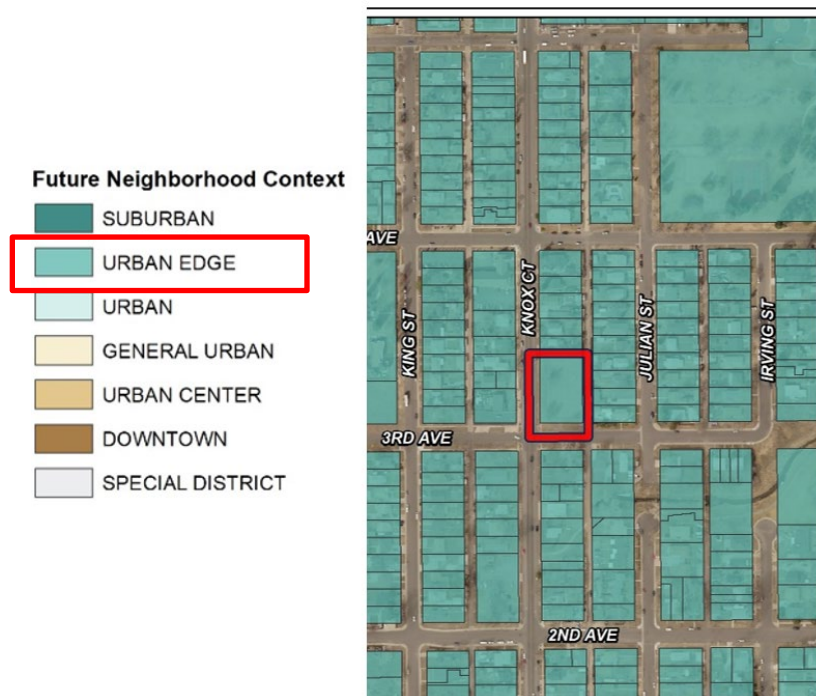 Future Neighborhood Context
SUBURBAN
URBAN EDGE
URBAN
GENERAL URBAN
URBAN CENTER
DOWNTOWN
SPECIAL DISTRICT
AVE
KING ST
KNOX CT
JULIAN ST
IRVING ST
3RD AVE
2ND AVE